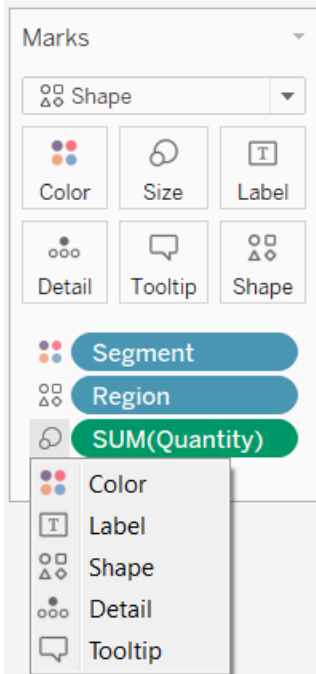 Marks
Shape
Color Size Label
T
Detail Tooltip Shape
Segment
Region
SUM(Quantity)
Color
T Label
Shape
Detail
Tooltip